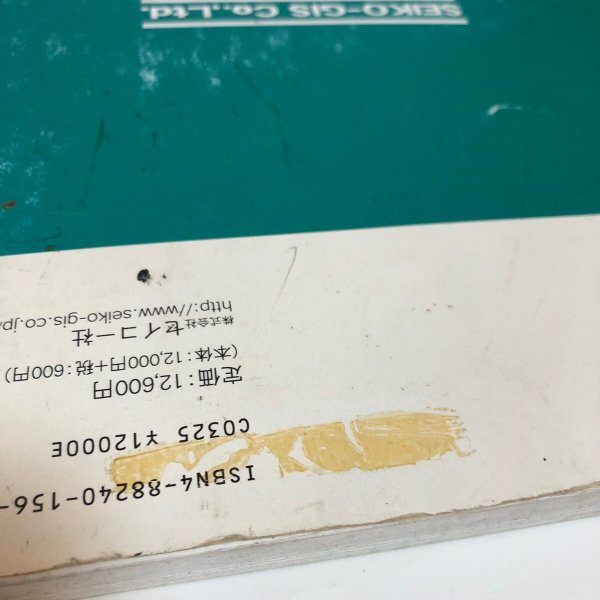 ISBN4-88240-156-
C0325 ¥12000E
定価:12,600円
(本体:12,000円+税:600円)
株式会社セイコー社
http://www.seiko-gis.co.jp/
SEIKO-GIS Co.,Ltd.